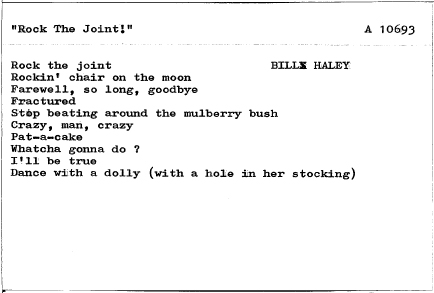 "Rock The Joint!" A 10693
Rock the joint BILL HALEY
Rockin' chair on the moon
Farewell, so long, goodbye
Fractured
Stop beating around the mulberry bush
Crazy, man, crazy
Pat-a-cake
Whatcha gonna do ?
I'll be true
Dance with a dolly (with a hole in her stocking)